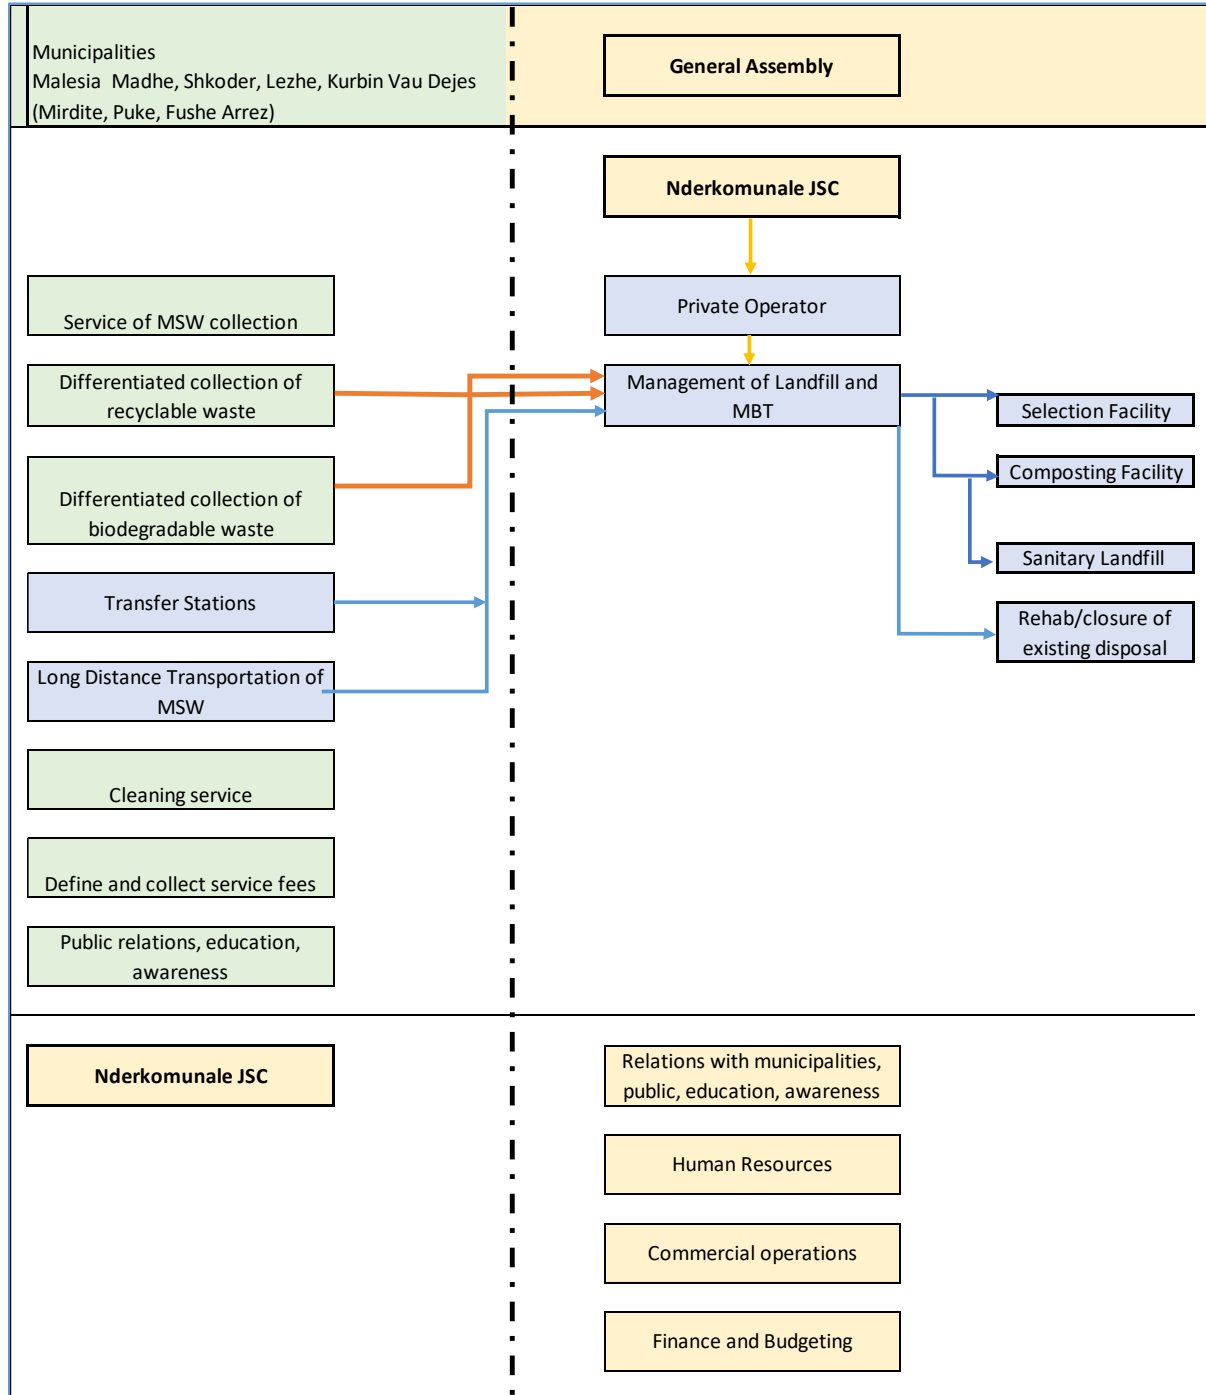 Municipalities
Malesia Madhe, Shkoder, Lezhe, Kurbin Vau Dejes
(Mirdite, Puke, Fushe Arrez)
General Assembly
Nderkomunale JSC
Service of MSW collection
Private Operator
Differentiated collection of
recyclable waste
Management of Landfill and
MBT
Selection Facility
Differentiated collection of
biodegradable waste
Composting Facility
Sanitary Landfill
Transfer Stations
Rehab/closure of
existing disposal
Long Distance Transportation of
MSW
Cleaning service
Define and collect service fees
Public relations, education,
awareness
Nderkomunale JSC
Relations with municipalities,
public, education, awareness
Human Resources
Commercial operations
Finance and Budgeting